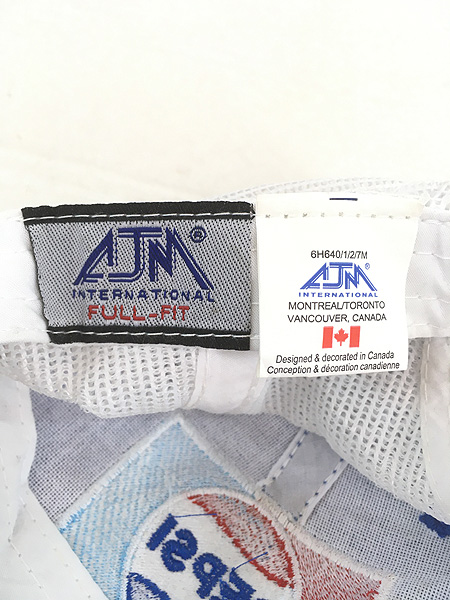 AJM®
INTERNATIONAL
FULL-FIT
6H640/1/2/7M
AJM®
INTERNATIONAL
MONTREAL/TORONTO
VANCOUVER, CANADA
Designed & decorated in Canada
Conception & décoration canadienne